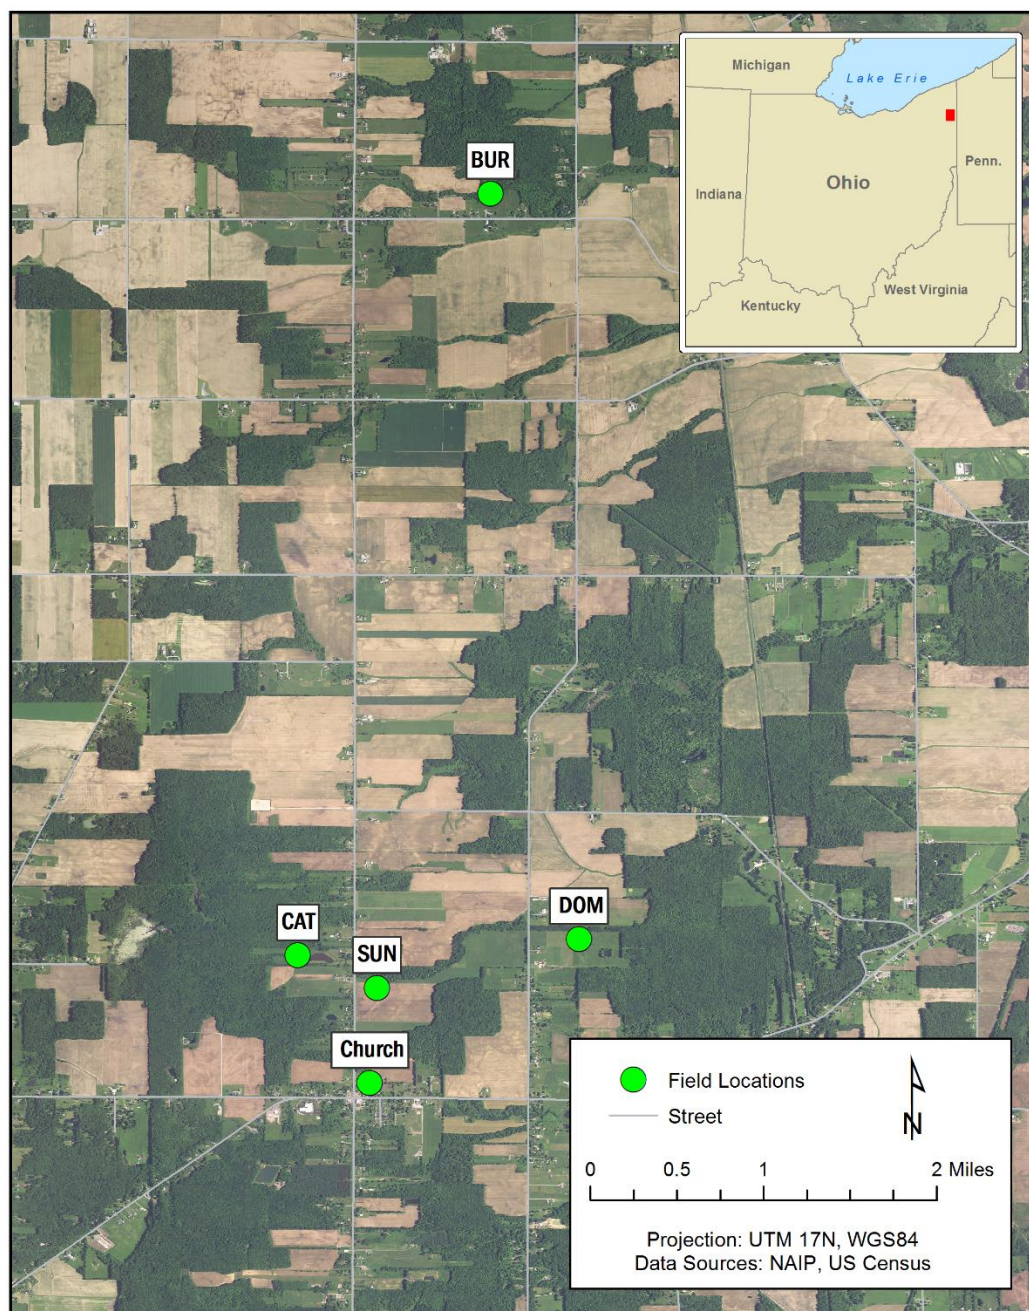 BUR
Michigan
Lake Erie
Penn.
Indiana
Ohio
West Virginia
Kentucky
CAT
DOM
SUN
Church
Field Locations
Street
N
0 0.5 1 2 Miles
Projection: UTM 17N, WGS84
Data Sources: NAIP, US Census